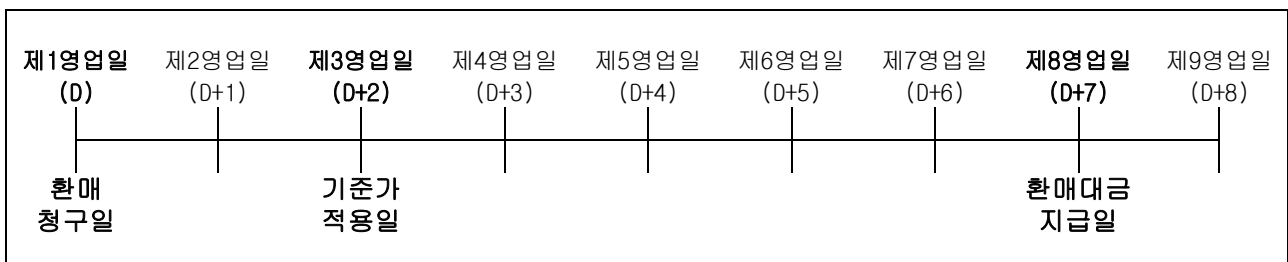 제1영업일 제2영업일 제3영업일 제4영업일 제5영업일 제6영업일 제7영업일 제8영업일 제9영업일
(D) (D+1) (D+2) (D+3) (D+4) (D+5) (D+6) (D+7) (D+8)
환매 기준가 환매대금
청구일 적용일 지급일